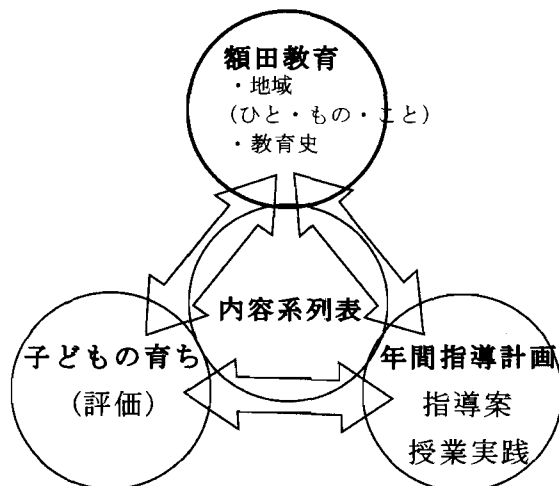 額田教育
・地域
(ひと・もの・こと)
・教育史
内容系列表
子どもの育ち
(評価)
年間指導計画
指導案
授業実践